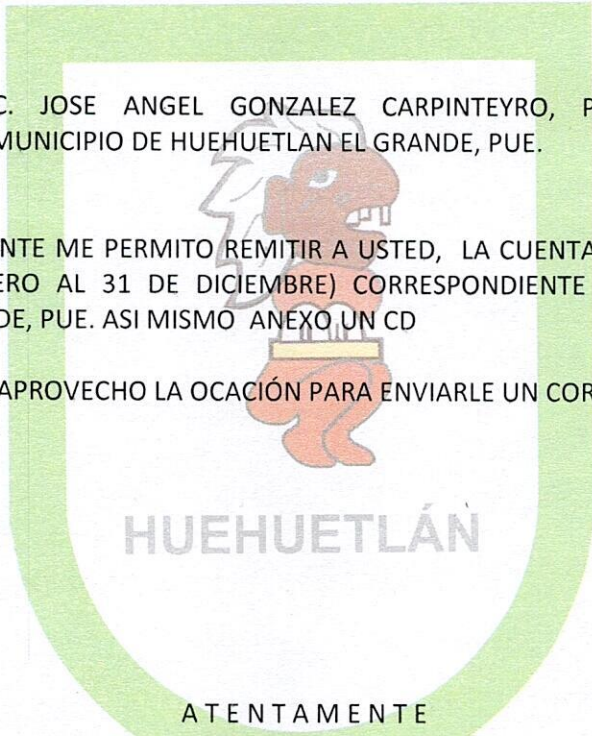 C. JOSE ANGEL GONZALEZ CARPINTEYRO, P
MUNICIPIO DE HUEHUETLAN EL GRANDE, PUE.
NTE ME PERMITO REMITIR A USTED, LA CUENTA
ERO AL 31 DE DICIEMBRE) CORRESPONDIENTE
DE, PUE. ASI MISMO ANEXO UN CD
APROVECHO LA OCACIÓN PARA ENVIARLE UN COR
HUEHUETLÁN
ATENTAMENTE